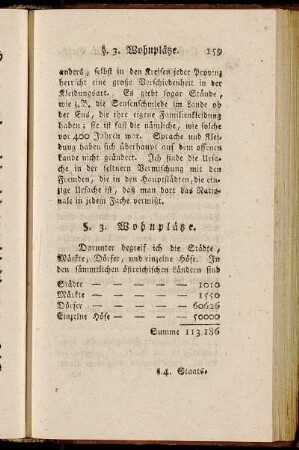 §. 3. Wohnplätze. 159
anders, selbst in den Kreisen jeder Provinz
herrscht eine große Verschiedenheit in der
Kleidungsart. Es giebt sogar Stände,
wie z. B. die Sensenschmiede im Lande ob
der Ens, die ihre eigene Familienkleidung
haben; sie ist fast die nämliche, wie solche
vor 400 Jahren war. Sprache und Klei-
dung haben sich überhaupt auf dem offenen
Lande nicht geändert. Ich finde die Ursa-
che in der seltnern Vermischung mit den
Fremden, die in den Hauptstädten, die ein-
zige Ursache ist, daß man dort das Natio-
nale in jedem Fache vermißt.
§. 3. Wohnplätze.
Darunter begreif ich die Städte,
Märkte, Dörfer, und einzelne Höfe. In
den sämmtlichen östreichischen Ländern sind
Städte — — — — 1010
Märkte — — — — 1550
Dörfer — — — — 60626
Einzelne Höfe — — — 50000
Summe 113,186
§. 4. Staats-